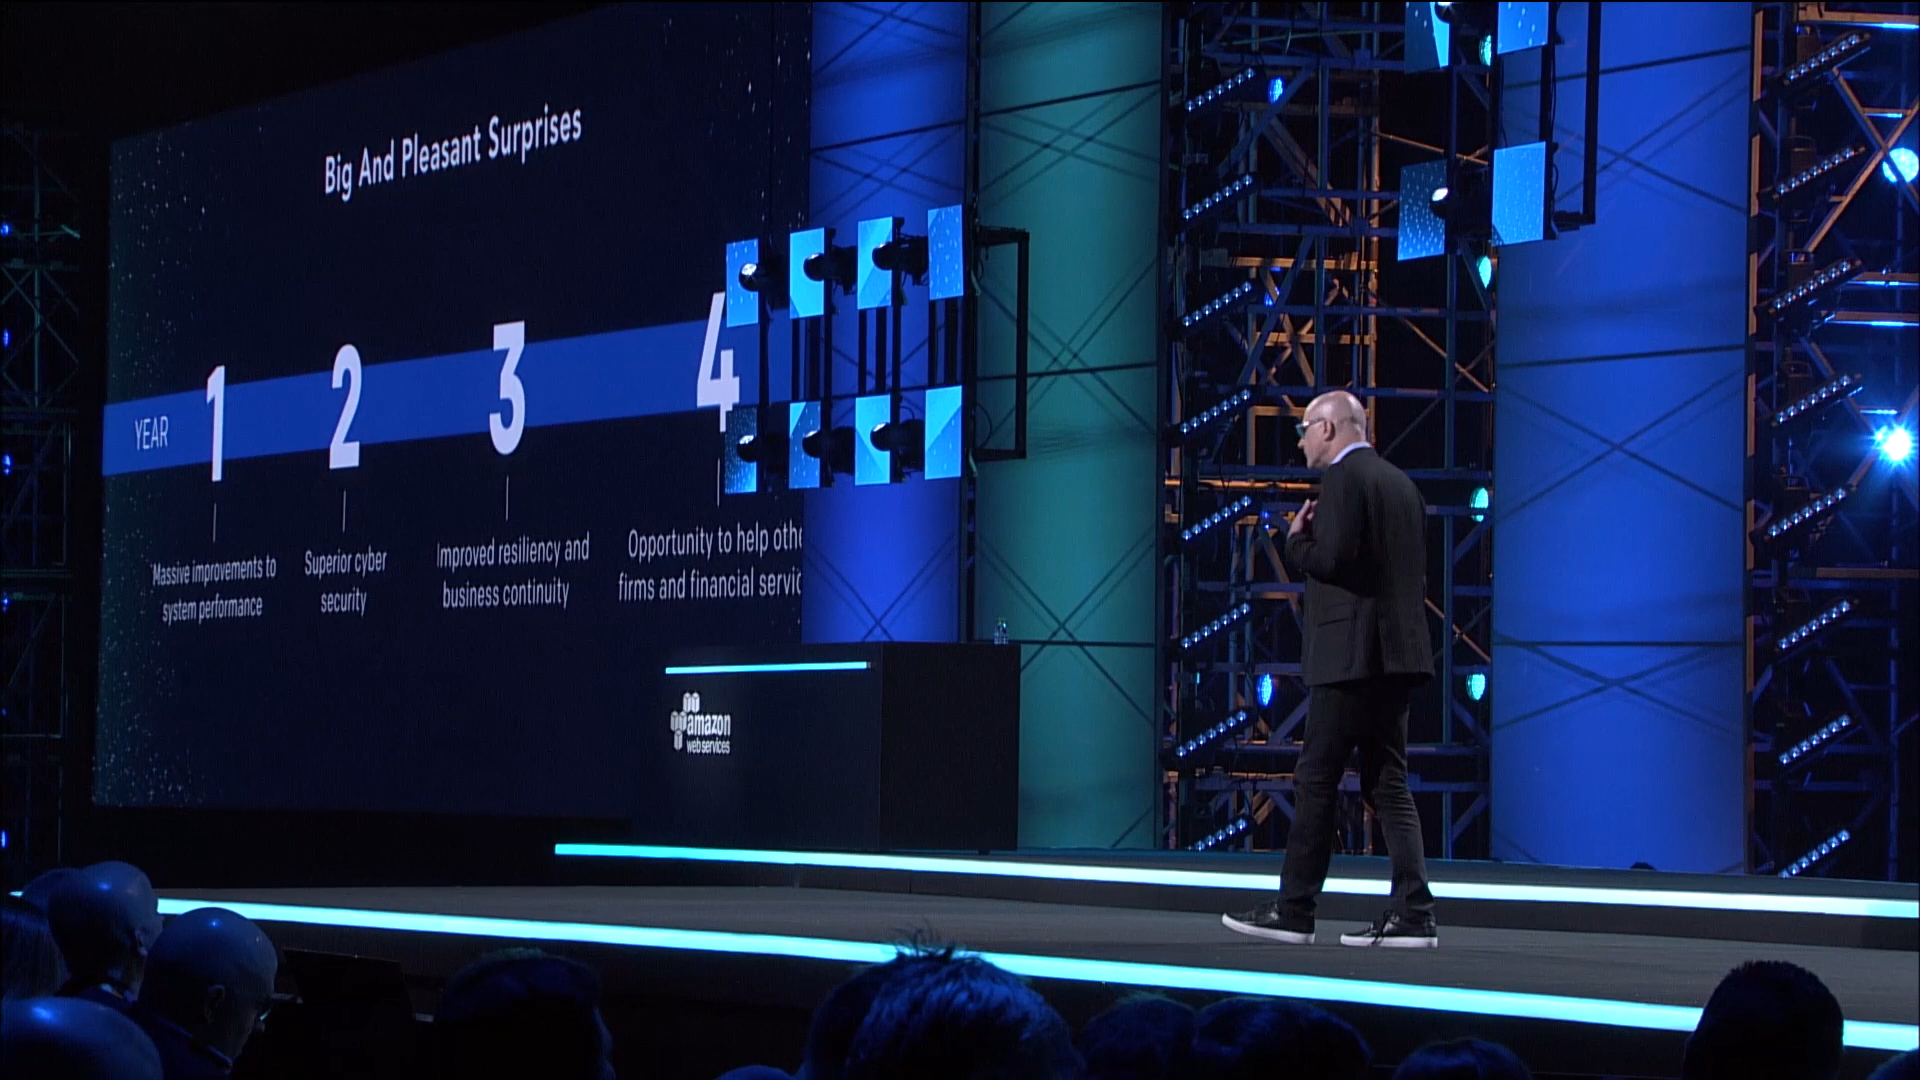 Big And Pleasant Surprises
YEAR 1 2 3 4
Massive improvements to
system performance
Superior cyber
security
Improved resiliency and
business continuity
Opportunity to help othe
firms and financial servic
amazon
web services